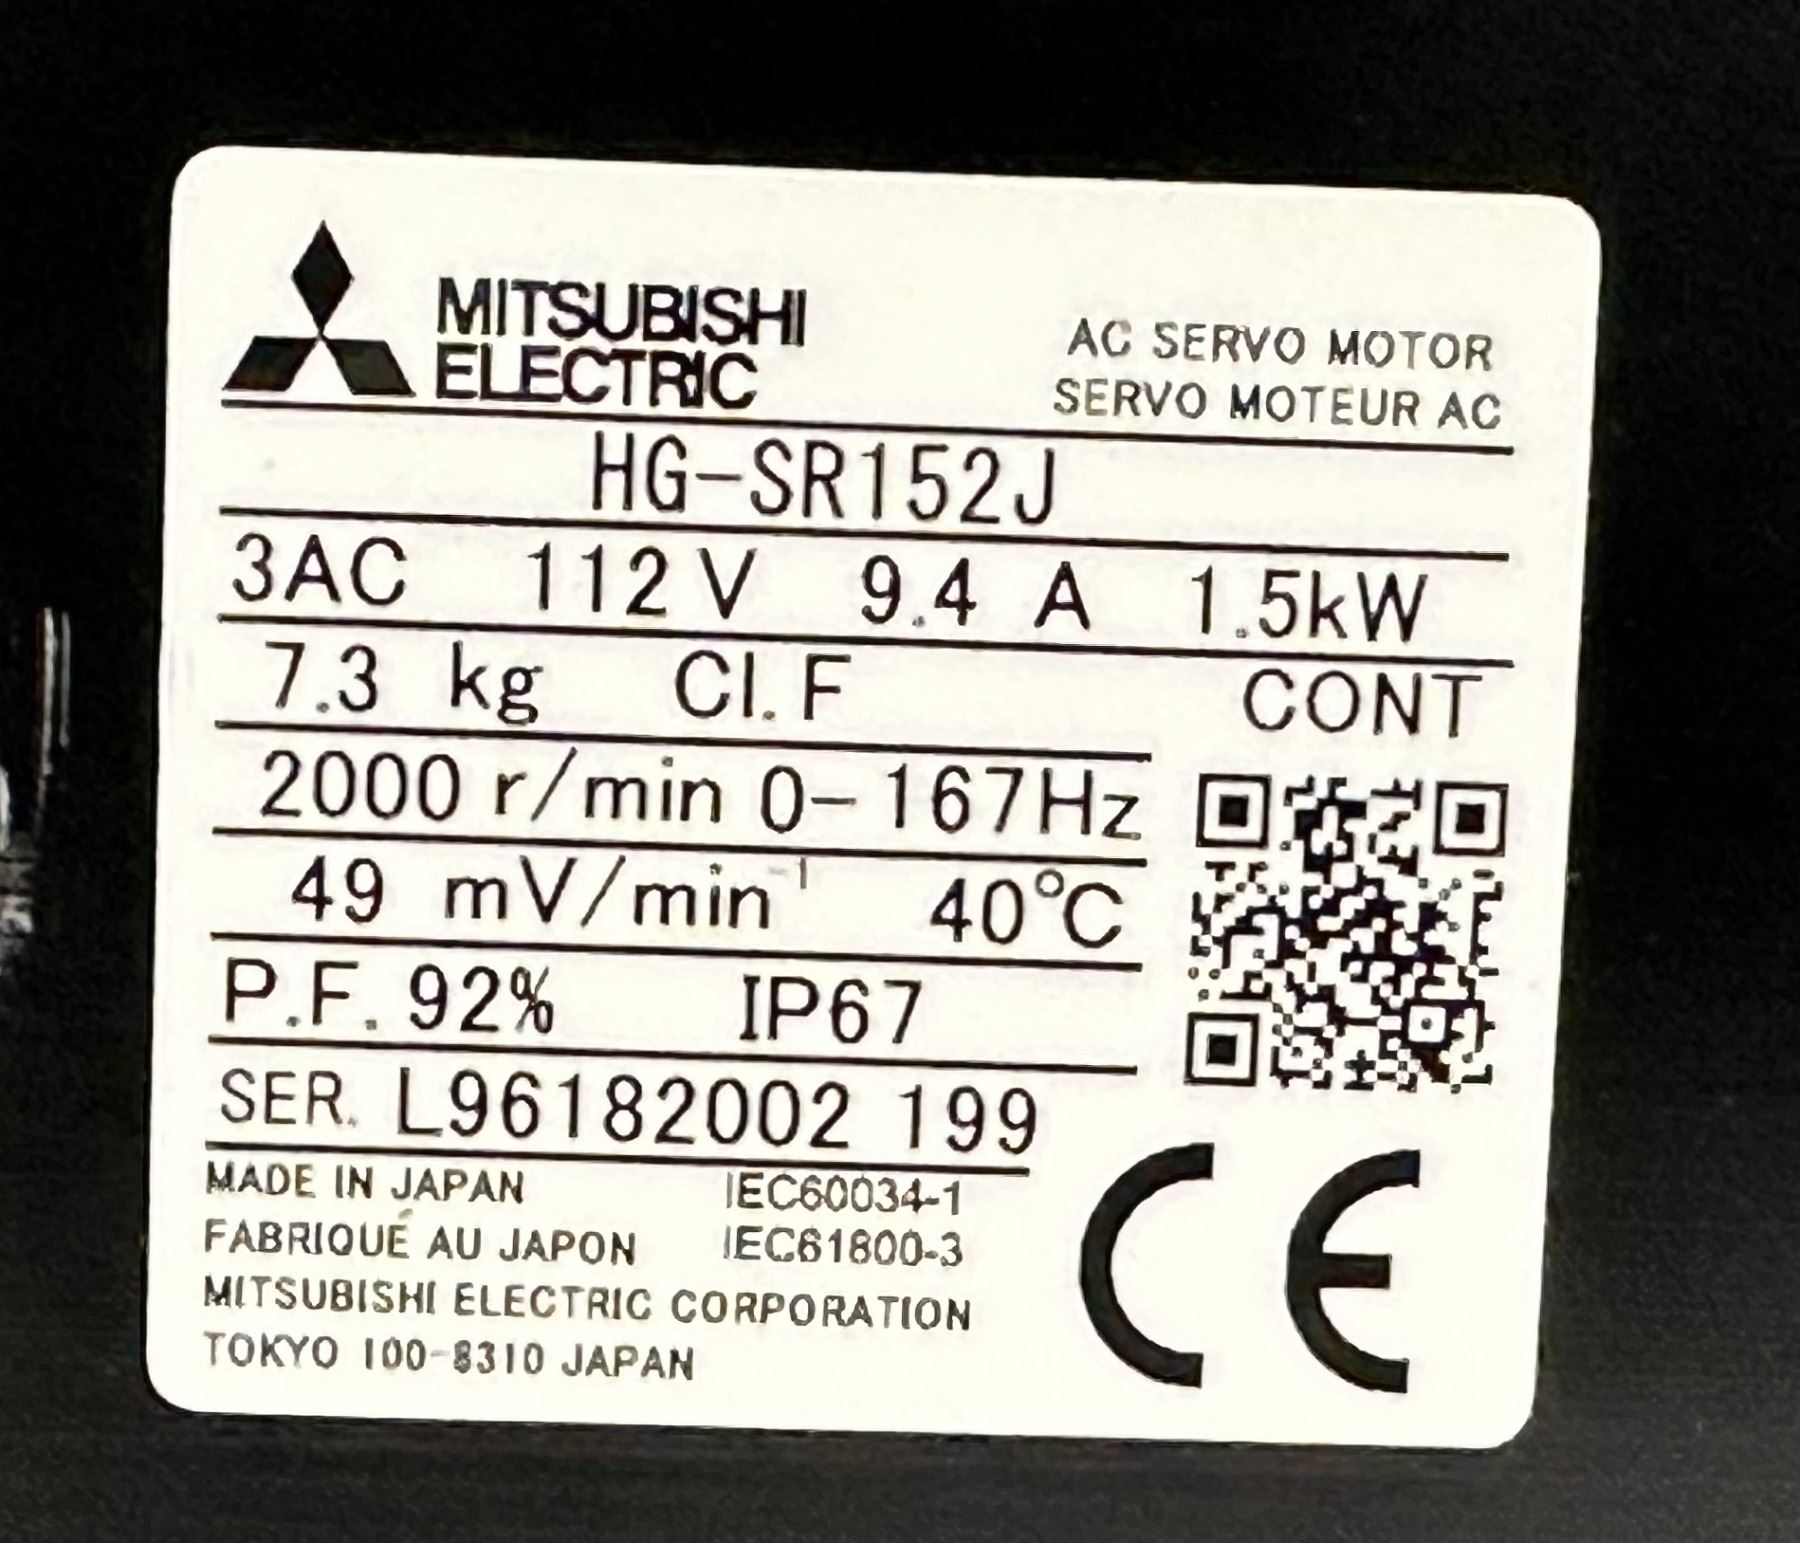 MITSUBISHI
ELECTRIC
AC SERVO MOTOR
SERVO MOTEUR AC
HG-SR152J
3AC 112 V 9.4 A 1.5kW
7.3 kg Cl. F CONT
2000 r/min 0-167Hz
49 mV/min⁻¹ 40°C
P.F. 92% IP67
SER. L96182002 199
MADE IN JAPAN IEC60034-1
FABRIQUÉ AU JAPON IEC61800-3
MITSUBISHI ELECTRIC CORPORATION
TOKYO 100-8310 JAPAN
CE